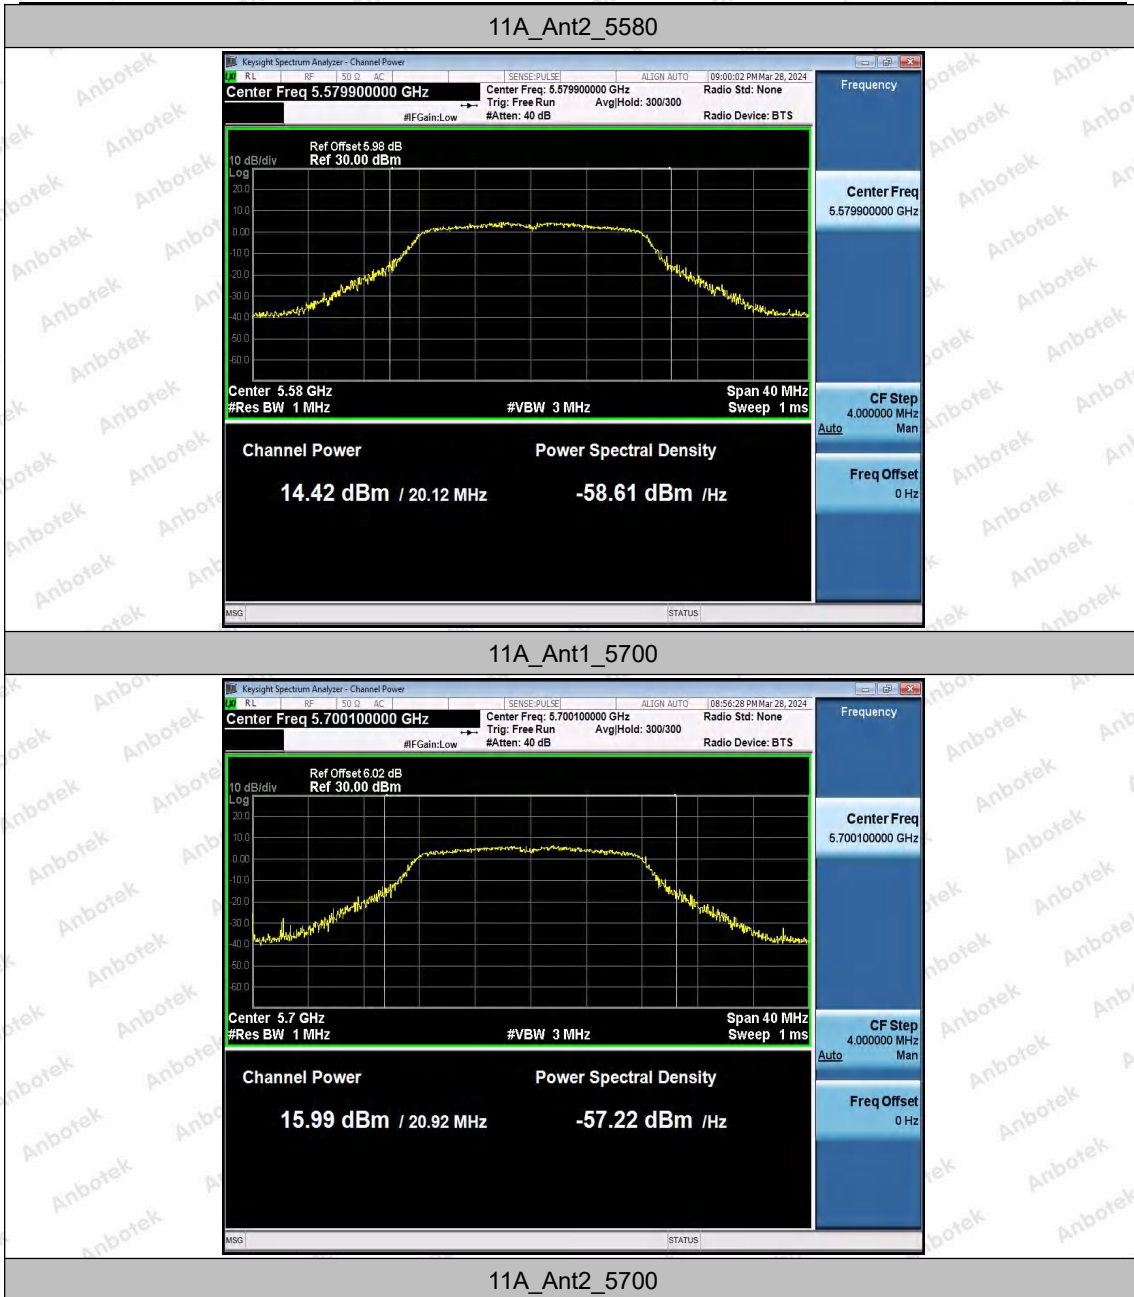 11A_Ant2_5580
Keysight Spectrum Analyzer - Channel Power
LXI RL RF 50 Ω AC SENSE:PULSE ALIGN AUTO 09:00:02 PM Mar 28, 2024
Center Freq 5.579900000 GHz
Center Freq: 5.579900000 GHz
Radio Std: None
Trig: Free Run Avg|Hold: 300/300
#IFGain:Low #Atten: 40 dB Radio Device: BTS
Frequency
Ref Offset 5.98 dB
10 dB/div Ref 30.00 dBm
Log
20.0
10.0
0.00
-10.0
-20.0
-30.0
-40.0
-50.0
-60.0
Center 5.58 GHz Span 40 MHz
#Res BW 1 MHz #VBW 3 MHz Sweep 1 ms
Center Freq
5.579900000 GHz
CF Step
4.000000 MHz
Auto Man
Freq Offset
0 Hz
Channel Power Power Spectral Density
14.42 dBm / 20.12 MHz -58.61 dBm /Hz
MSG STATUS
11A_Ant1_5700
Keysight Spectrum Analyzer - Channel Power
LXI RL RF 50 Ω AC SENSE:PULSE ALIGN AUTO 08:56:28 PM Mar 28, 2024
Center Freq 5.700100000 GHz
Center Freq: 5.700100000 GHz
Radio Std: None
Trig: Free Run Avg|Hold: 300/300
#IFGain:Low #Atten: 40 dB Radio Device: BTS
Frequency
Ref Offset 6.02 dB
10 dB/div Ref 30.00 dBm
Log
20.0
10.0
0.00
-10.0
-20.0
-30.0
-40.0
-50.0
-60.0
Center 5.7 GHz Span 40 MHz
#Res BW 1 MHz #VBW 3 MHz Sweep 1 ms
Center Freq
5.700100000 GHz
CF Step
4.000000 MHz
Auto Man
Freq Offset
0 Hz
Channel Power Power Spectral Density
15.99 dBm / 20.92 MHz -57.22 dBm /Hz
MSG STATUS
11A_Ant2_5700
Anbotek